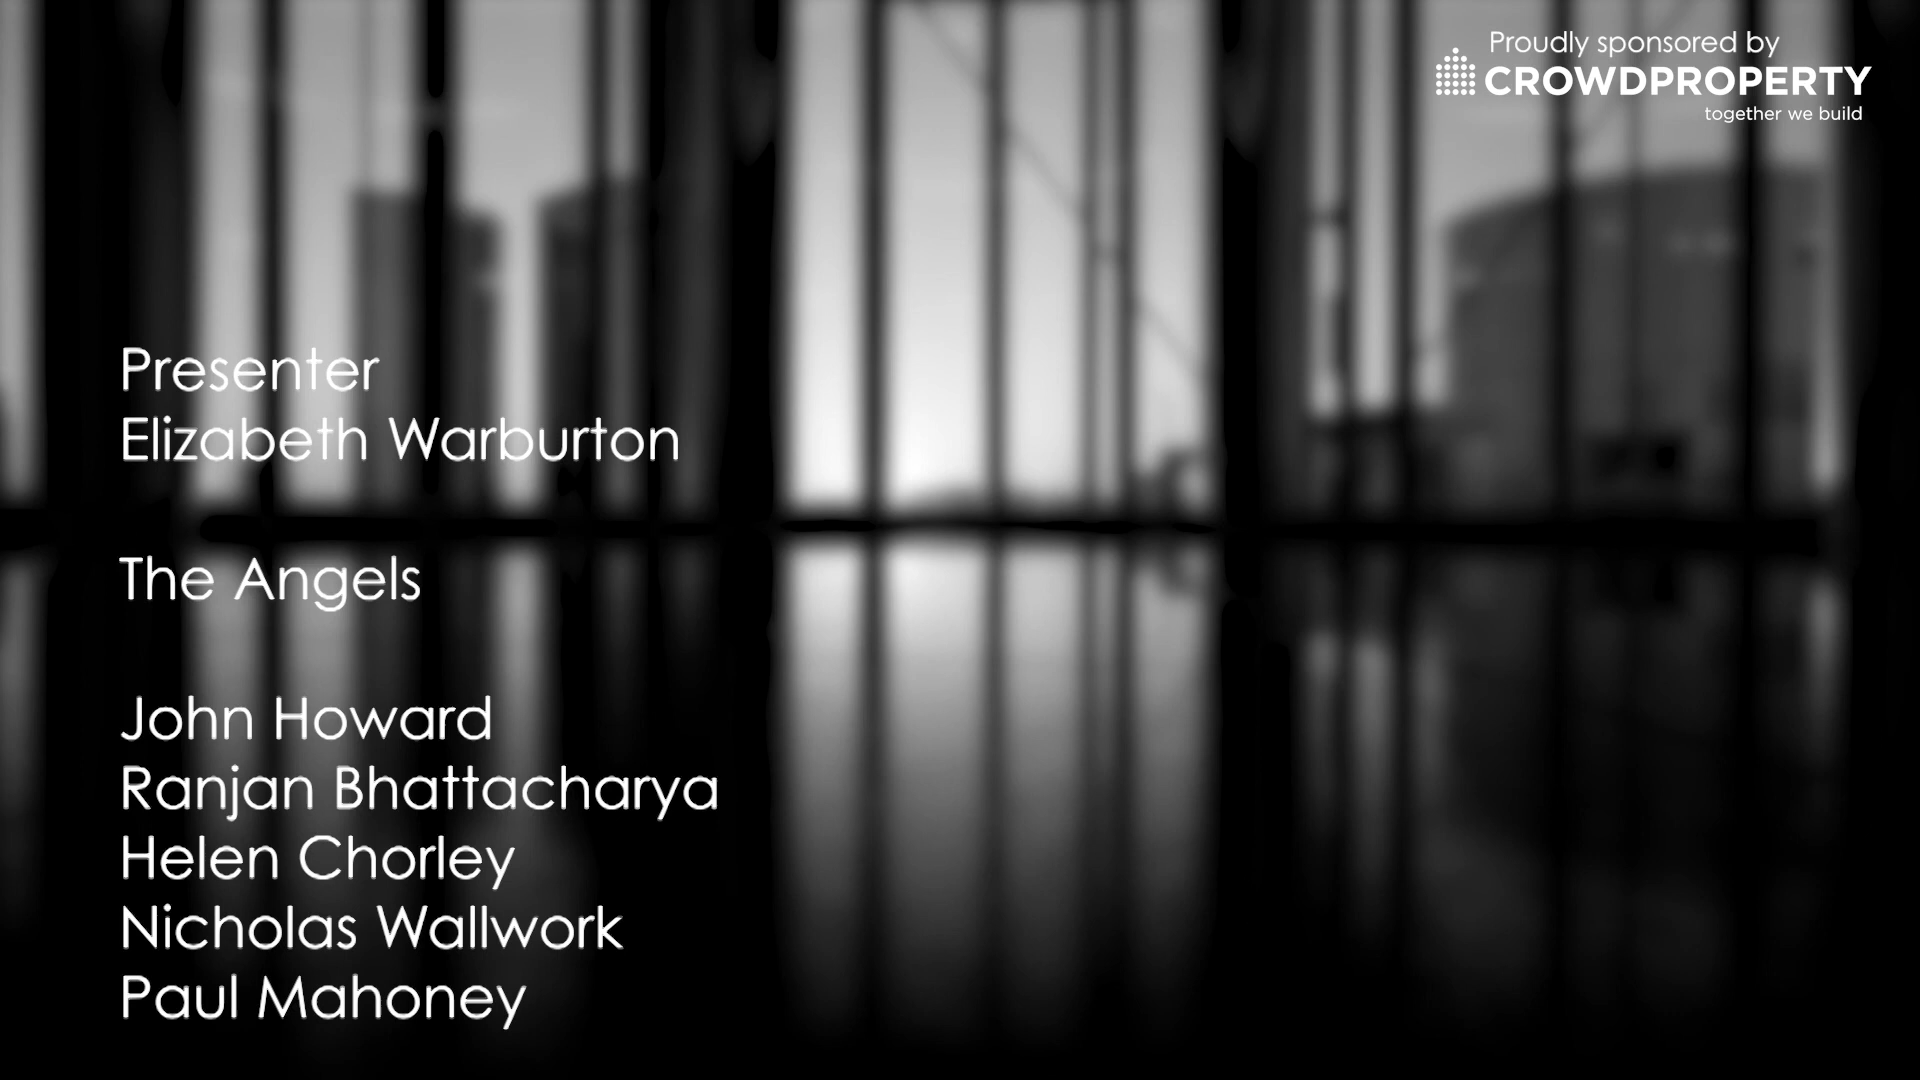 Proudly sponsored by
CROWDPROPERTY
together we build
Presenter
Elizabeth Warburton
The Angels
John Howard
Ranjan Bhattacharya
Helen Chorley
Nicholas Wallwork
Paul Mahoney